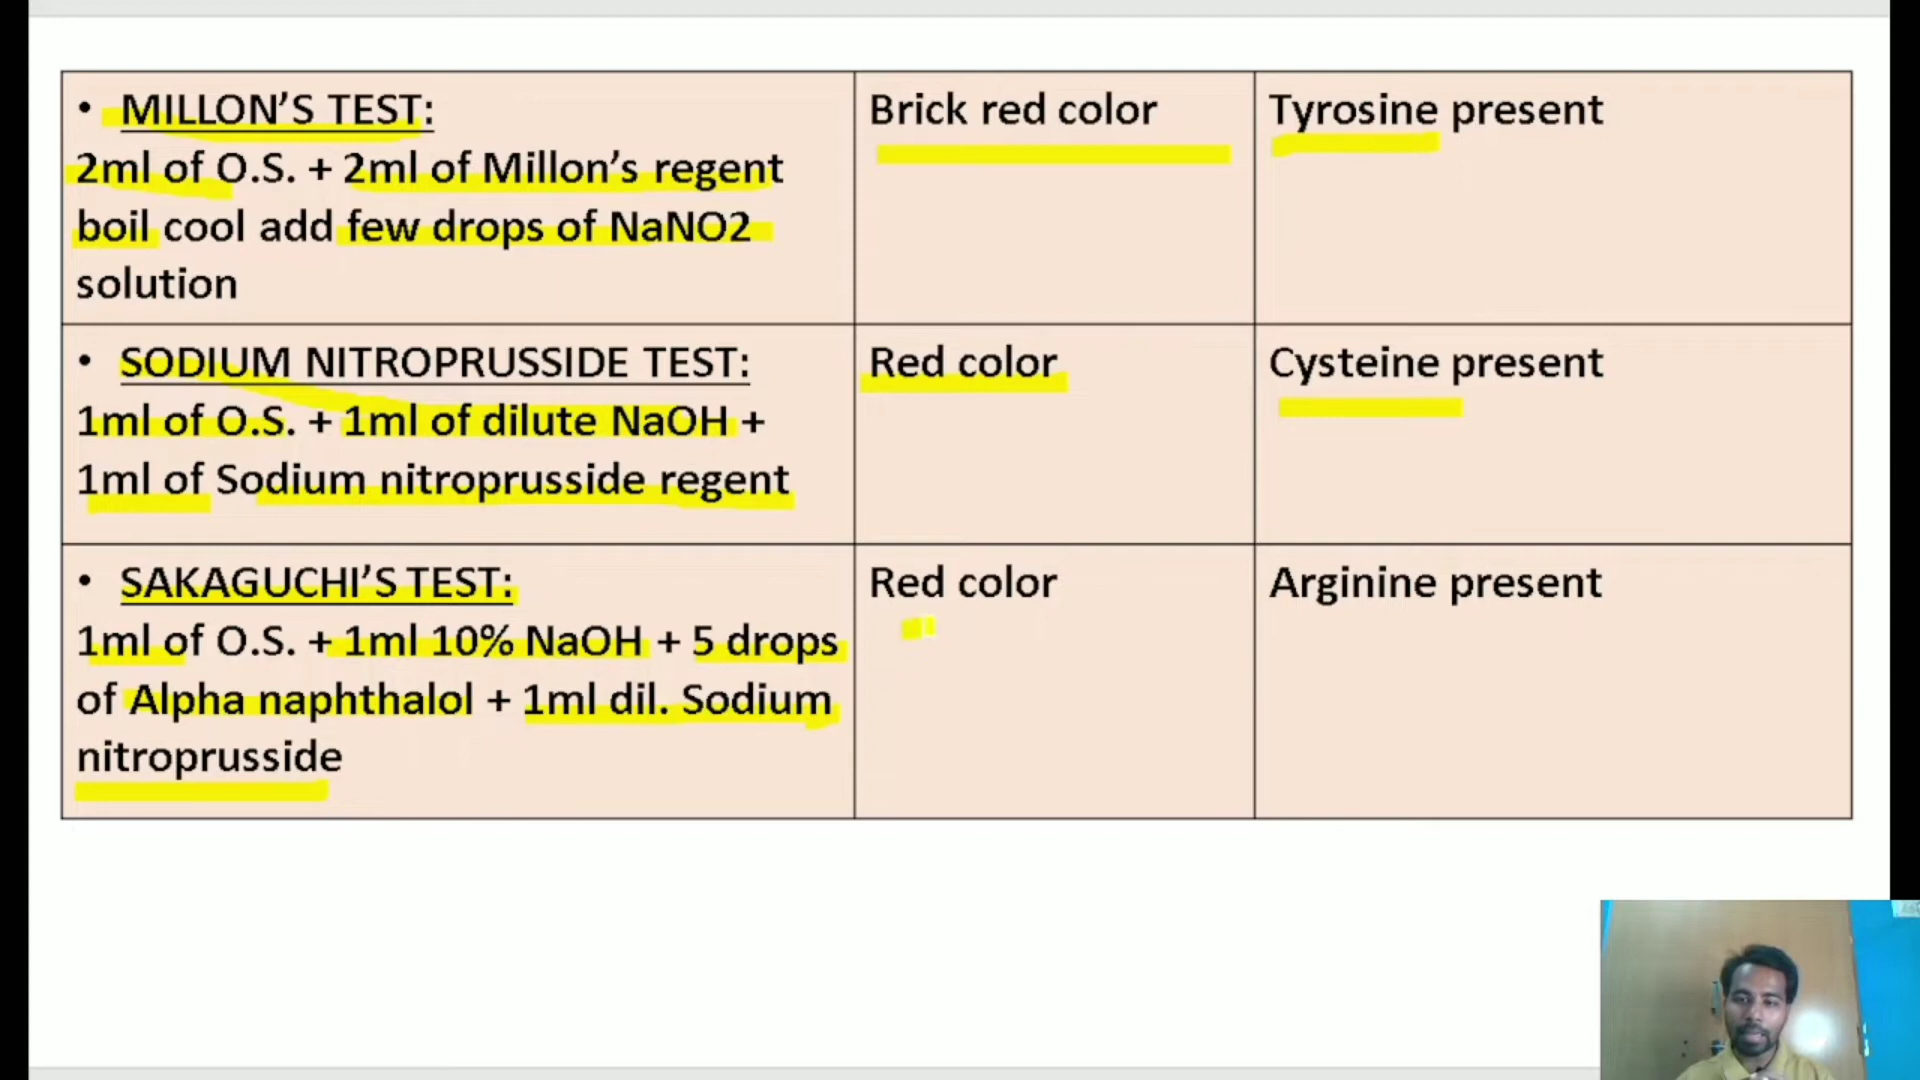 • MILLON’S TEST:
2ml of O.S. + 2ml of Millon’s regent
boil cool add few drops of NaNO2
solution
Brick red color
Tyrosine present
• SODIUM NITROPRUSSIDE TEST:
1ml of O.S. + 1ml of dilute NaOH +
1ml of Sodium nitroprusside regent
Red color
Cysteine present
• SAKAGUCHI’S TEST:
1ml of O.S. + 1ml 10% NaOH + 5 drops
of Alpha naphthalol + 1ml dil. Sodium
nitroprusside
Red color
Arginine present